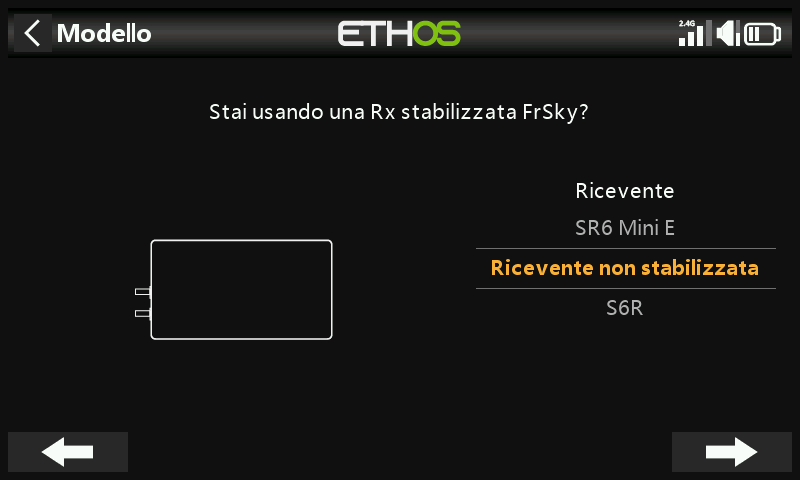 Modello
ETHOS
2.4G
Stai usando una Rx stabilizzata FrSky?
Ricevente
SR6 Mini E
Ricevente non stabilizzata
S6R